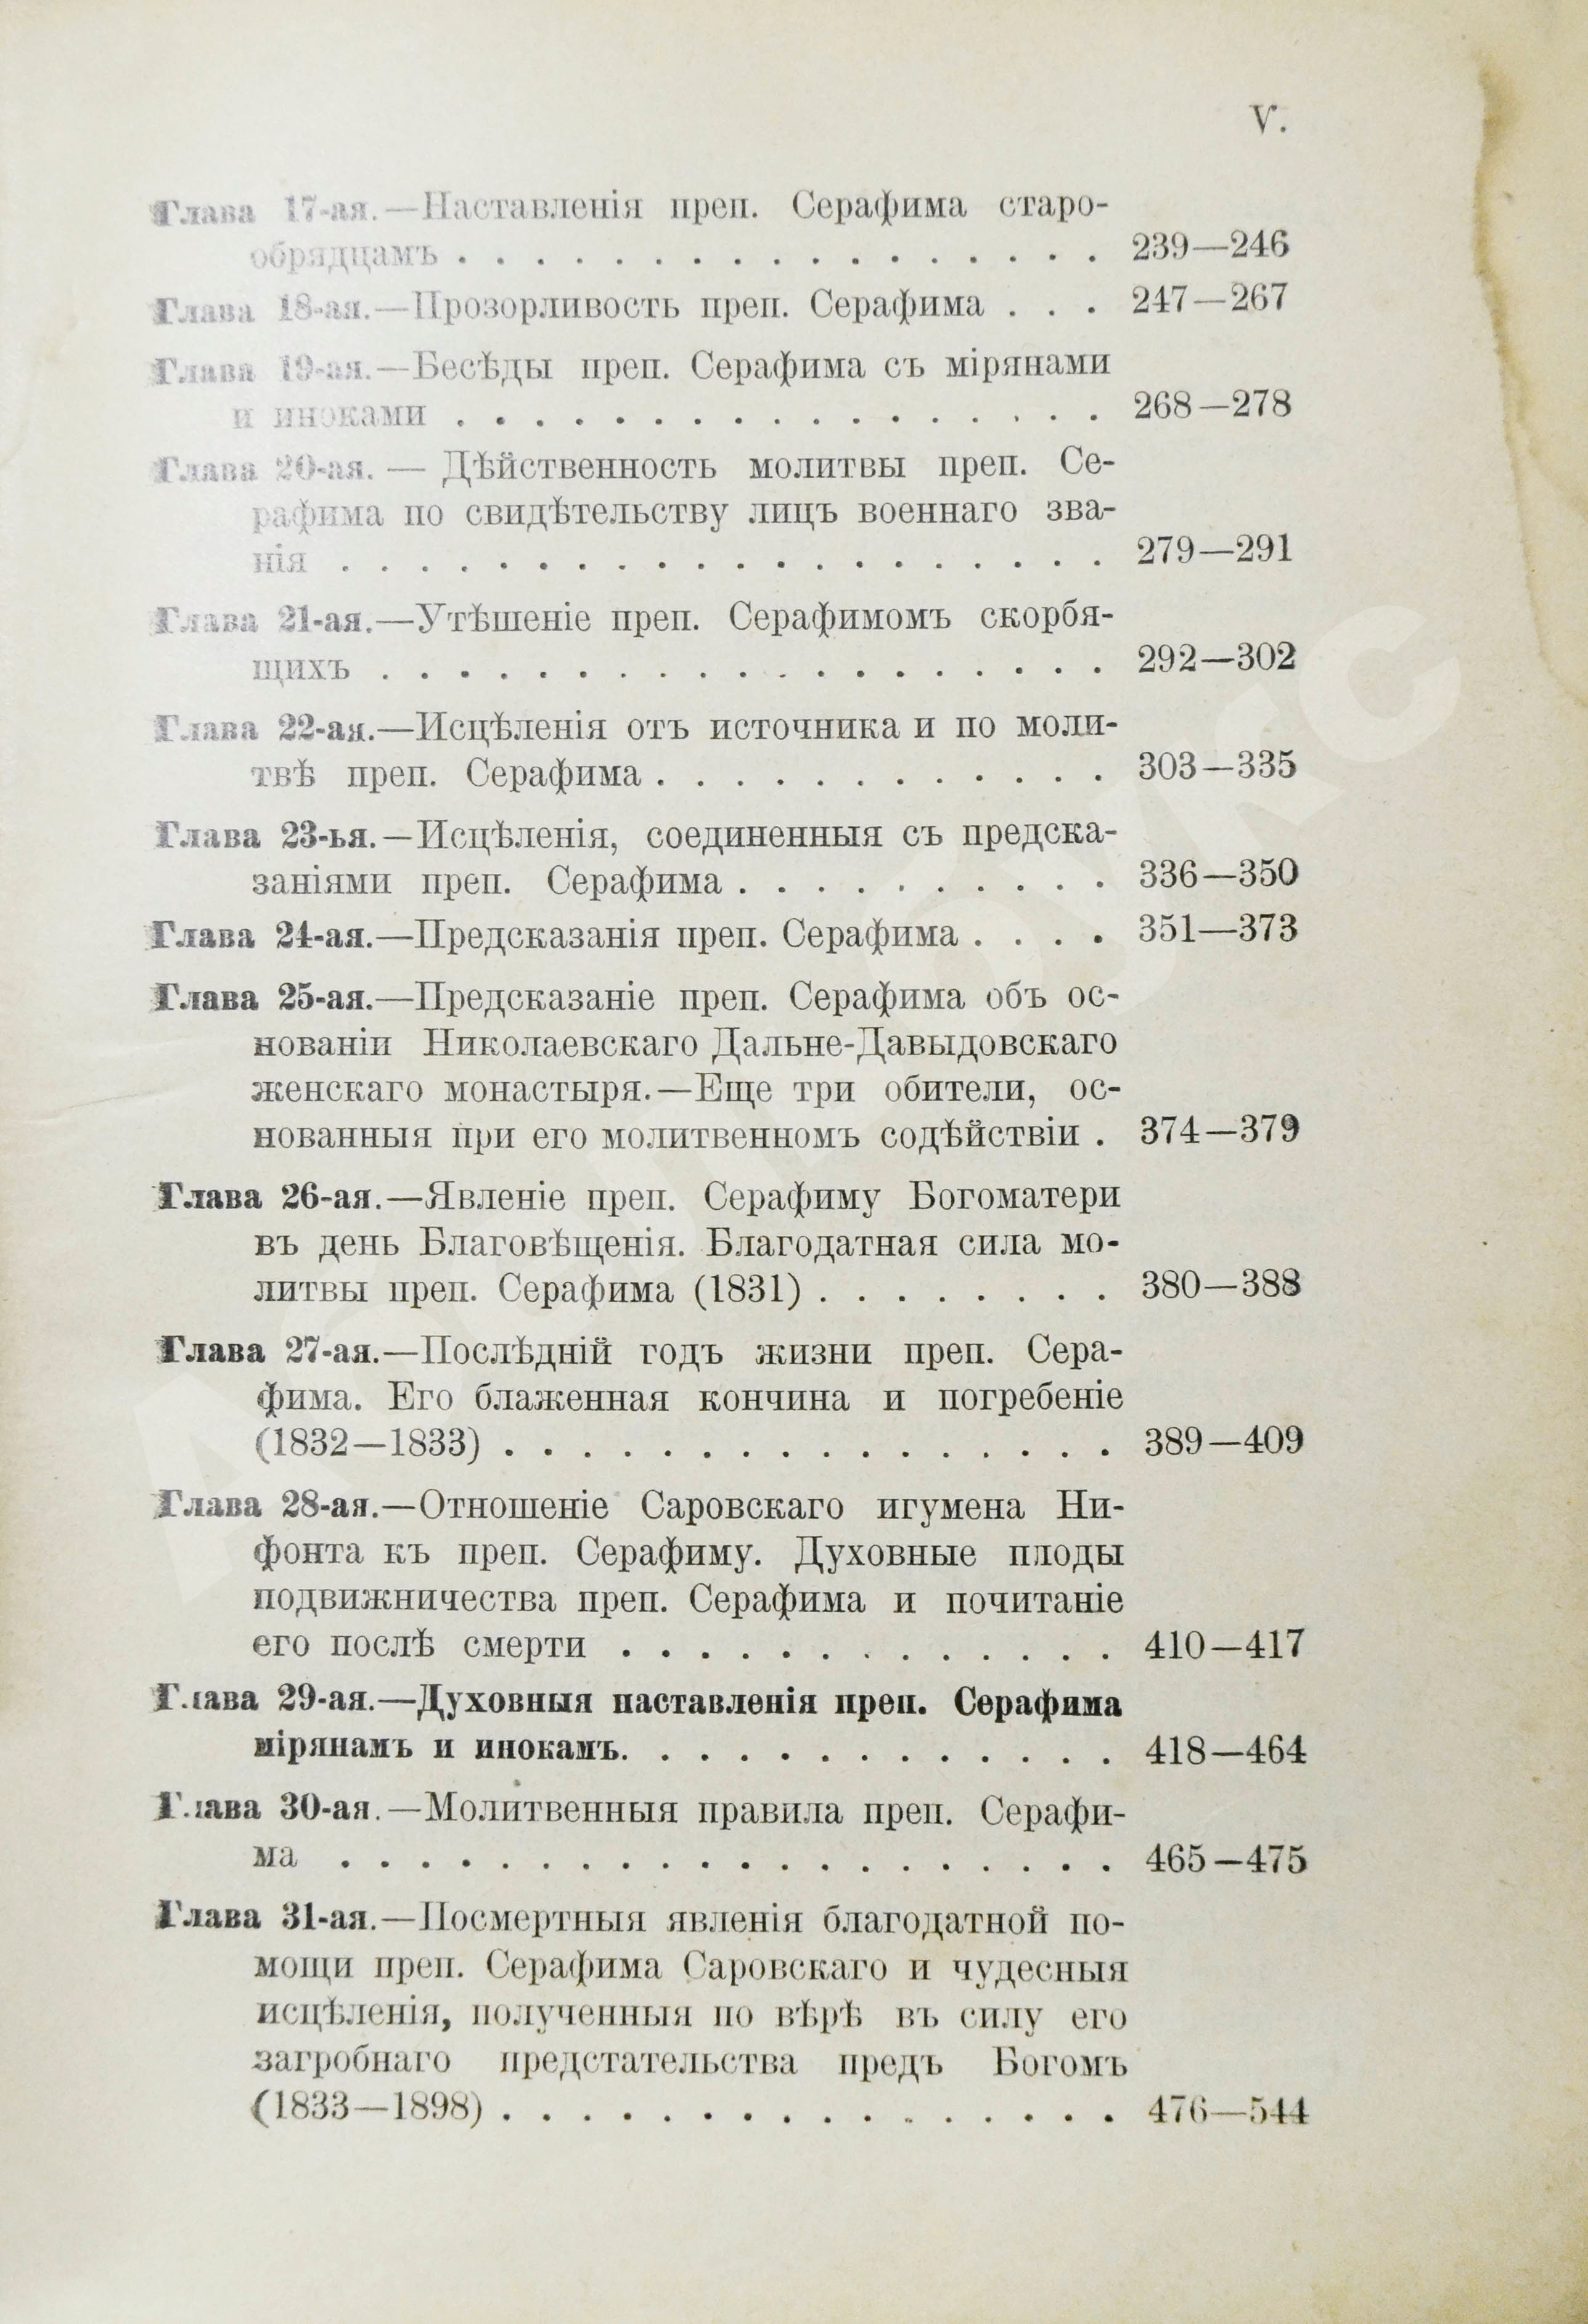 V.
Глава 17-ая.—Наставленія преп. Серафима старо-
обрядцамъ . . . . . . . . . . . . . . . . . 239—246
Глава 18-ая.—Прозорливость преп. Серафима . . . 247—267
Глава 19-ая.—Бесѣды преп. Серафима съ мірянами
и иноками . . . . . . . . . . . . . . . . . 268—278
Глава 20-ая. — Дѣйственность молитвы преп. Се-
рафима по свидѣтельству лицъ военнаго зва-
нія . . . . . . . . . . . . . . . . . . . . 279—291
Глава 21-ая.—Утѣшеніе преп. Серафимомъ скорбя-
щихъ . . . . . . . . . . . . . . . . . . . 292—302
Глава 22-ая.—Исцѣленія отъ источника и по моли-
твѣ преп. Серафима . . . . . . . . . . . . 303—335
Глава 23-ья.—Исцѣленія, соединенныя съ предска-
заніями преп. Серафима . . . . . . . . . . 336—350
Глава 24-ая.—Предсказанія преп. Серафима . . . . 351—373
Глава 25-ая.—Предсказаніе преп. Серафима объ ос-
нованіи Николаевскаго Дальне-Давыдовскаго
женскаго монастыря.—Еще три обители, ос-
нованныя при его молитвенномъ содѣйствіи . 374—379
Глава 26-ая.—Явленіе преп. Серафиму Богоматери
въ день Благовѣщенія. Благодатная сила мо-
литвы преп. Серафима (1831) . . . . . . . . 380—388
Глава 27-ая.—Послѣдній годъ жизни преп. Сера-
фима. Его блаженная кончина и погребеніе
(1832—1833) . . . . . . . . . . . . . . . . 389—409
Глава 28-ая.—Отношеніе Саровскаго игумена Ни-
фонта къ преп. Серафиму. Духовные плоды
подвижничества преп. Серафима и почитаніе
его послѣ смерти . . . . . . . . . . . . . 410—417
Глава 29-ая.—Духовныя наставленія преп. Серафима
мірянамъ и инокамъ. . . . . . . . . . . . . 418—464
Глава 30-ая.—Молитвенныя правила преп. Серафи-
ма . . . . . . . . . . . . . . . . . . . . 465—475
Глава 31-ая.—Посмертныя явленія благодатной по-
мощи преп. Серафима Саровскаго и чудесныя
исцѣленія, полученныя по вѣрѣ въ силу его
загробнаго предстательства предъ Богомъ
(1833—1898) . . . . . . . . . . . . . . . . 476—544